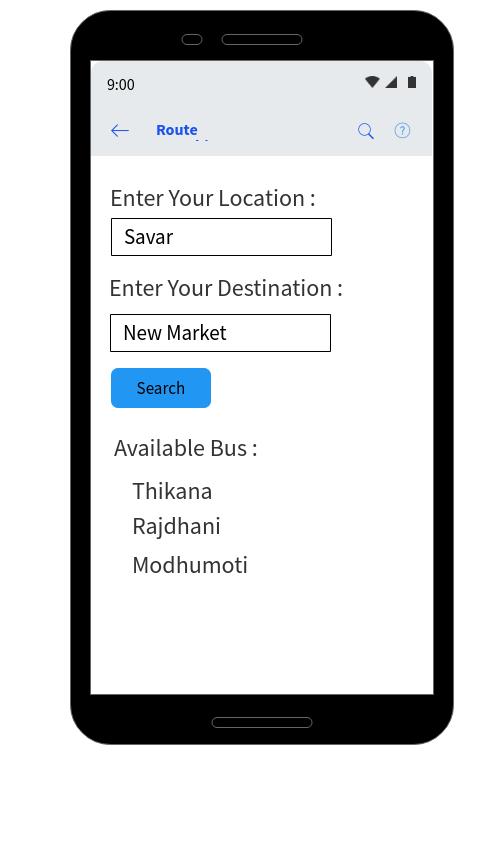 9:00
Route
Enter Your Location :
Savar
Enter Your Destination :
New Market
Search
Available Bus :
Thikana
Rajdhani
Modhumoti